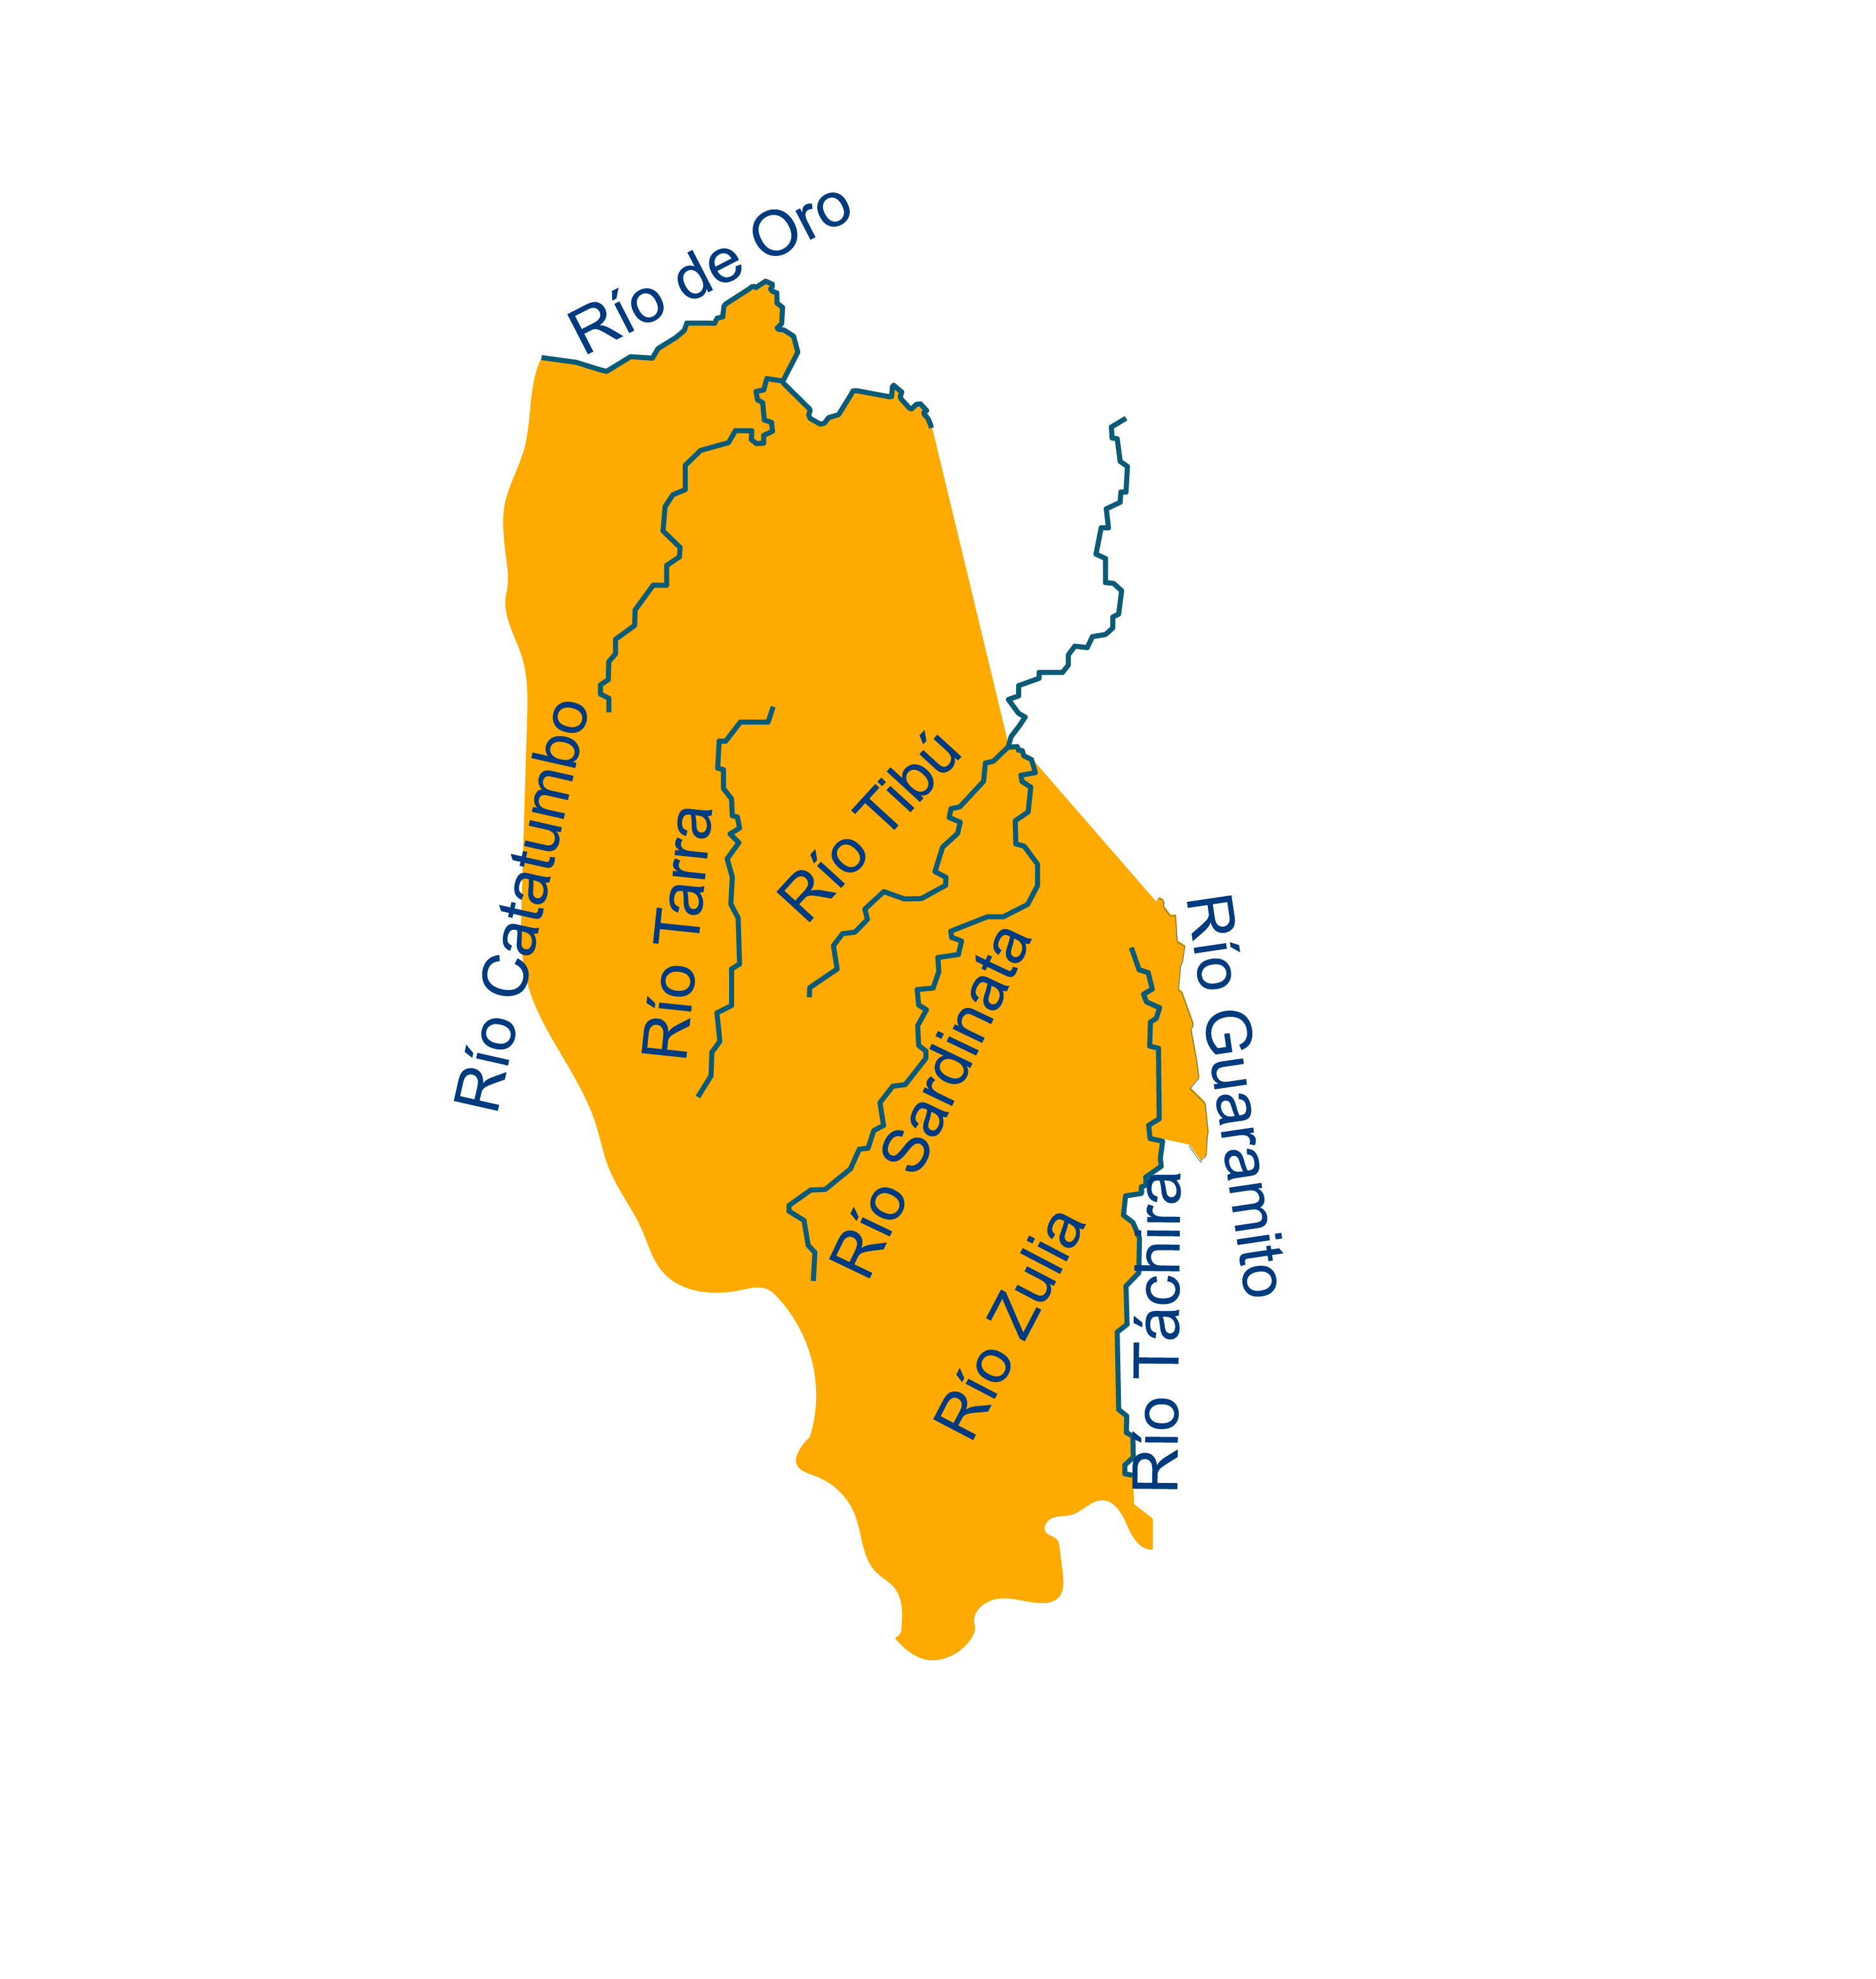 Río de Oro
Río Catatumbo
Río Tarra
Río Tibú
Río Sardinata
Río Zulia
Río Táchira
Río Guaramito